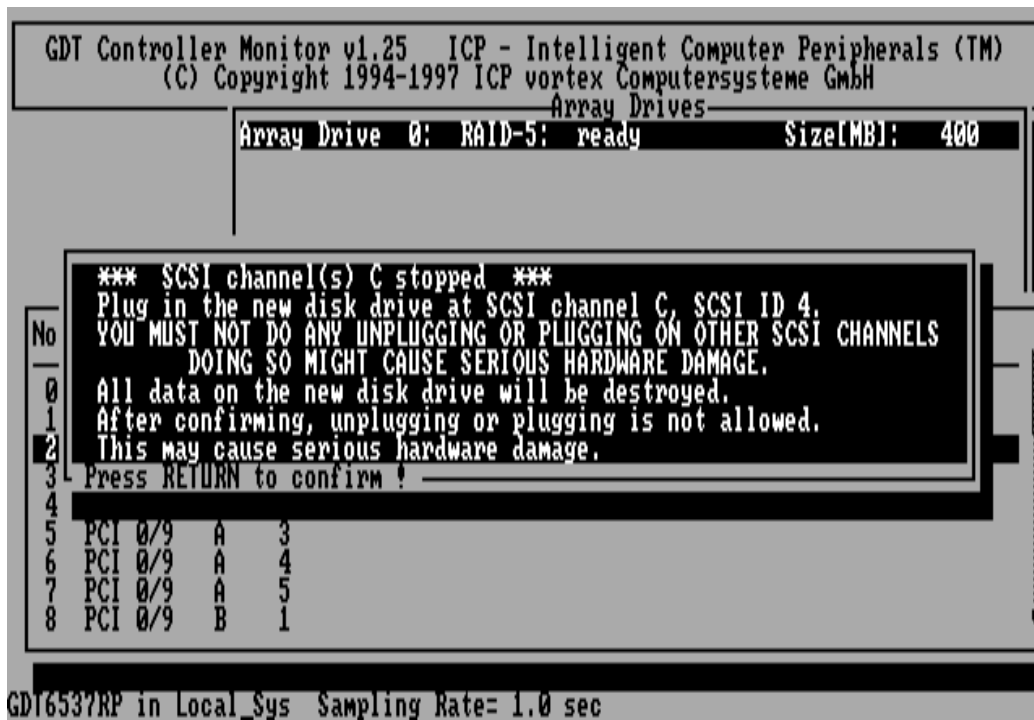 GDT Controller Monitor v1.25 ICP - Intelligent Computer Peripherals (TM)
(C) Copyright 1994-1997 ICP vortex Computersysteme GmbH
Array Drives
Array Drive 0: RAID-5: ready Size[MB]: 400
*** SCSI channel(s) C stopped ***
Plug in the new disk drive at SCSI channel C, SCSI ID 4.
YOU MUST NOT DO ANY UNPLUGGING OR PLUGGING ON OTHER SCSI CHANNELS
DOING SO MIGHT CAUSE SERIOUS HARDWARE DAMAGE.
All data on the new disk drive will be destroyed.
After confirming, unplugging or plugging is not allowed.
This may cause serious hardware damage.
Press RETURN to confirm !
No
0
1
2
3
4
5 PCI 0/9 A 3
6 PCI 0/9 A 4
7 PCI 0/9 A 5
8 PCI 0/9 B 1
GDT6537RP in Local_Sys Sampling Rate= 1.0 sec